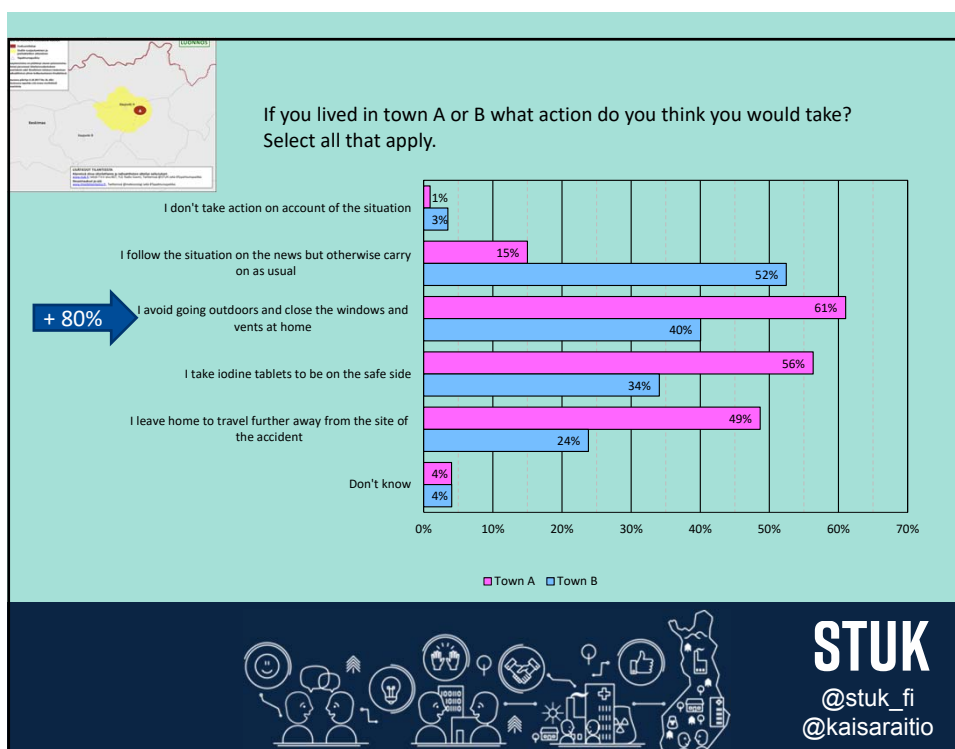 LUONNOS
Kaupunki A
A
Keskimaa
Kaupunki B
If you lived in town A or B what action do you think you would take?
Select all that apply.
I don't take action on account of the situation
1%
3%
I follow the situation on the news but otherwise carry
on as usual
15%
52%
+ 80%
I avoid going outdoors and close the windows and
vents at home
61%
40%
I take iodine tablets to be on the safe side
56%
34%
I leave home to travel further away from the site of
the accident
49%
24%
Don't know
4%
4%
0% 10% 20% 30% 40% 50% 60% 70%
Town A Town B
STUK
@stuk_fi
@kaisaraitio